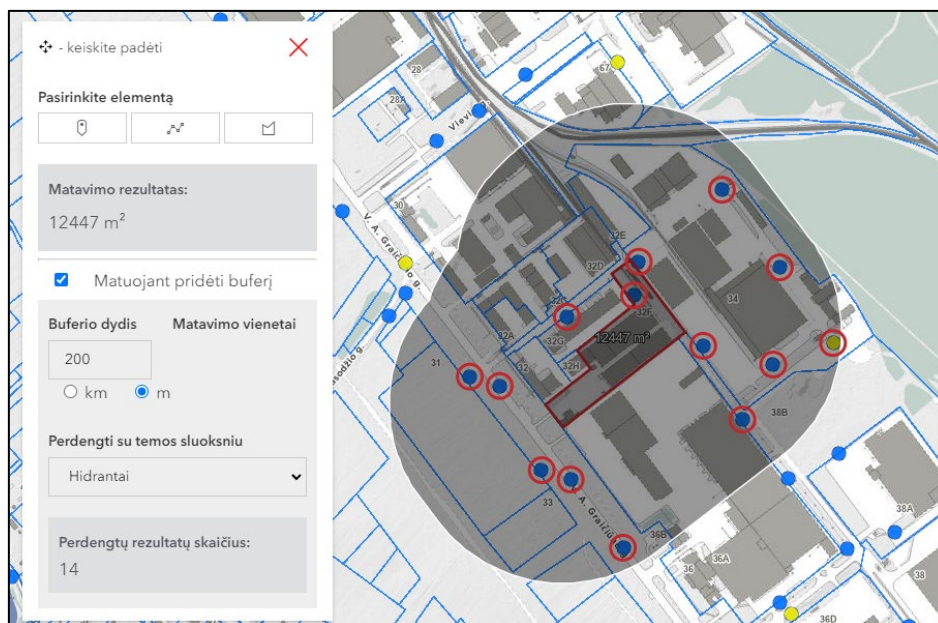 - keiskite padėti
Pasirinkite elementą
Matavimo rezultatas:
12447 m²
Matuojant pridėti buferį
Buferio dydis
Matavimo vienetai
200
km
m
Perdengti su temos sluoksniu
Hidrantai
Perdengtų rezultatų skaičius:
14
67
28
28A
30
V. A. Graičiūno g.
32E
32D
32C
32F
34
32A
32G
12447 m²
31
32
32H
38B
33
A. Graičiūn
36B
36
36A
38A
38
36D